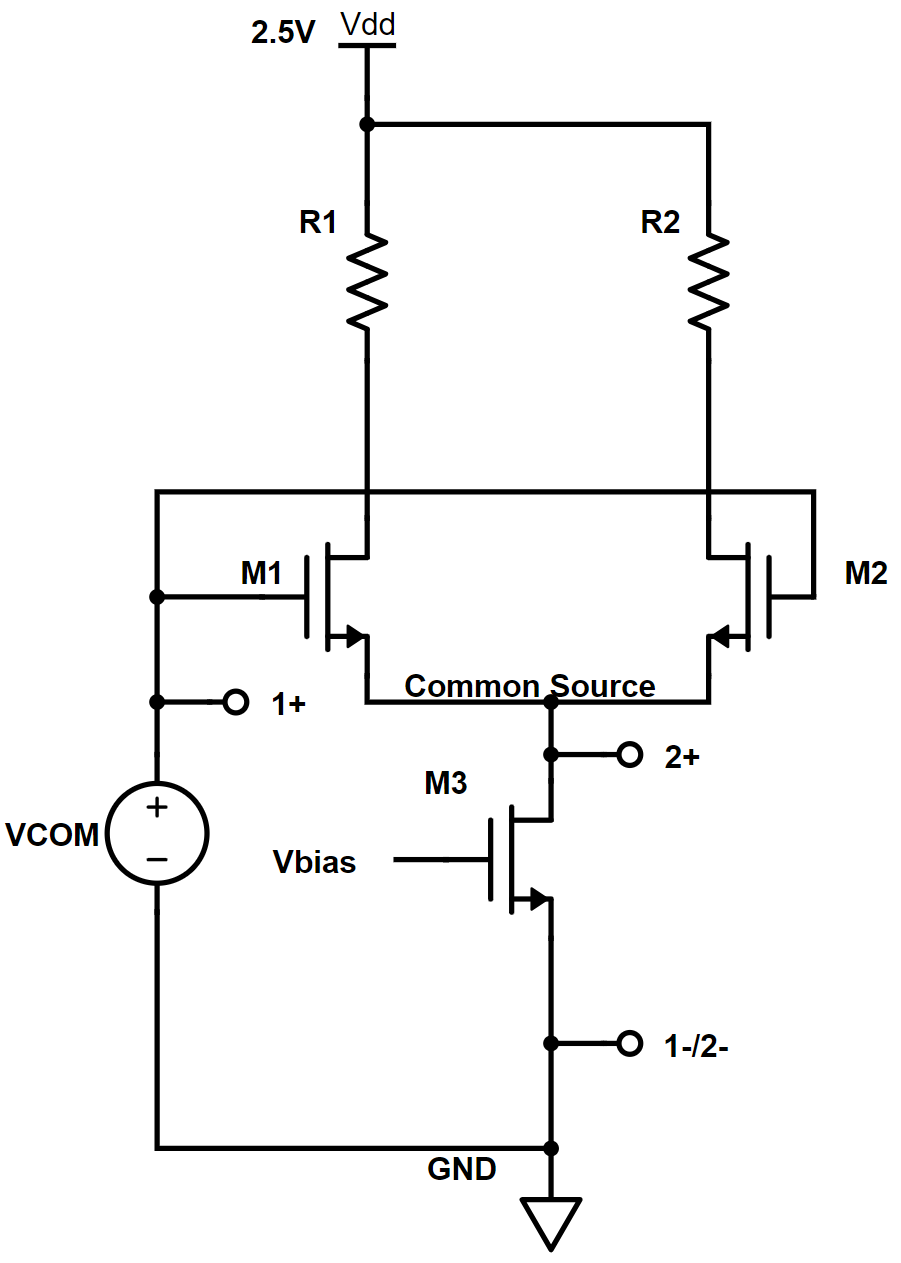 2.5V Vdd
R1
R2
M1
M2
Common Source
1+
2+
M3
VCOM
+
−
Vbias
1-/2-
GND